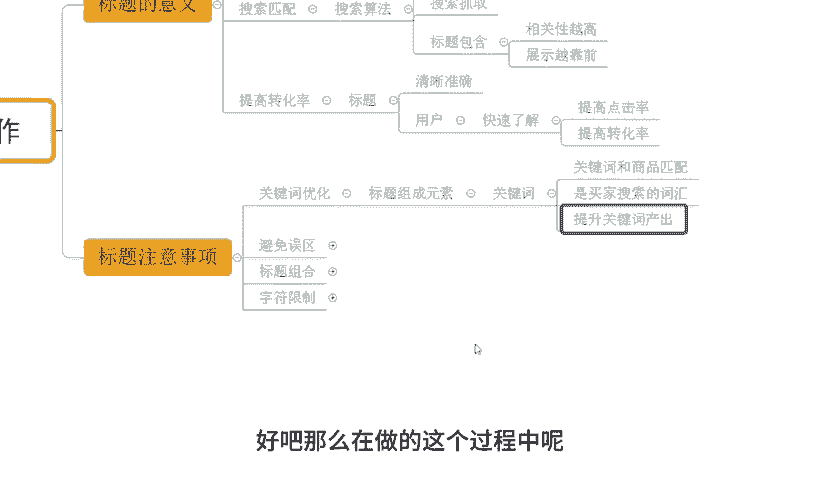 标题的意义
搜索匹配 搜索算法 搜索抓取
标题包含 相关性越高
展示越靠前
提高转化率 标题 清晰准确
用户 快速了解 提高点击率
提高转化率
作
关键词优化 标题组成元素 关键词 关键词和商品匹配
是买家搜索的词汇
提升关键词产出
标题注意事项
避免误区
标题组合
字符限制
好吧那么在做的这个过程中呢